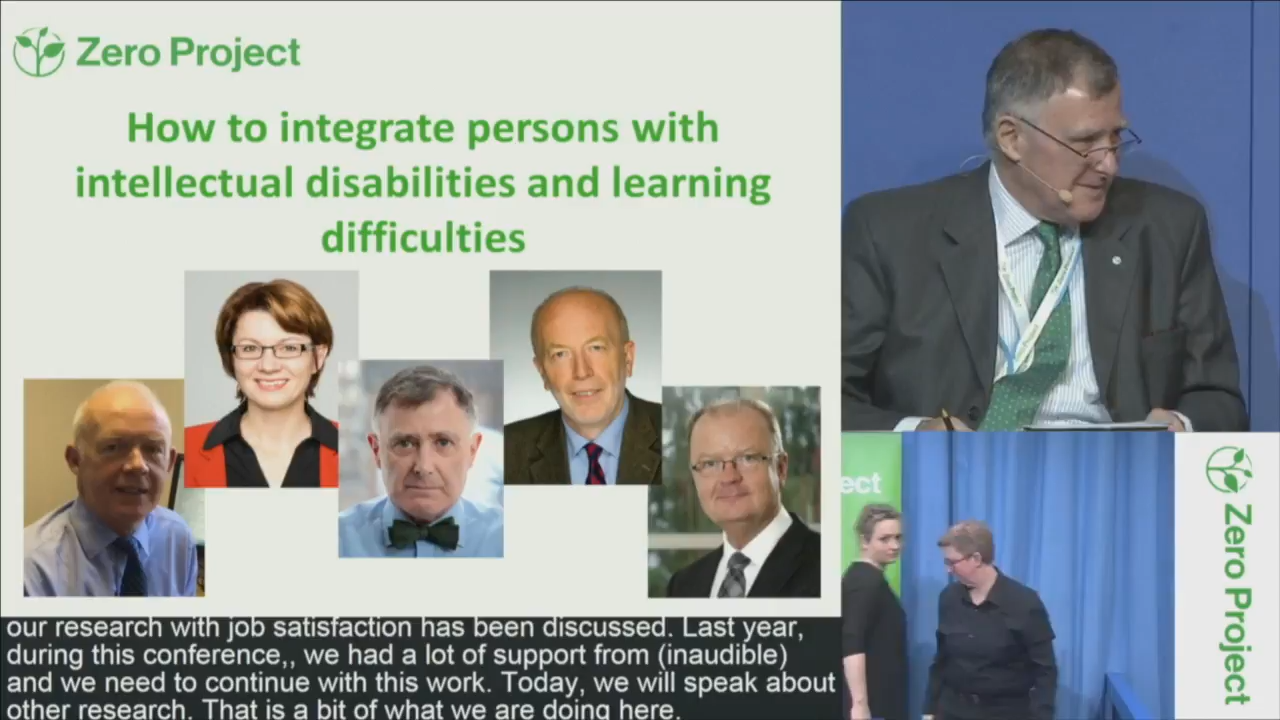 Zero Project
How to integrate persons with
intellectual disabilities and learning
difficulties
our research with job satisfaction has been discussed. Last year,
during this conference,, we had a lot of support from (inaudible)
and we need to continue with this work. Today, we will speak about
other research. That is a bit of what we are doing here.
ect
Zero Project